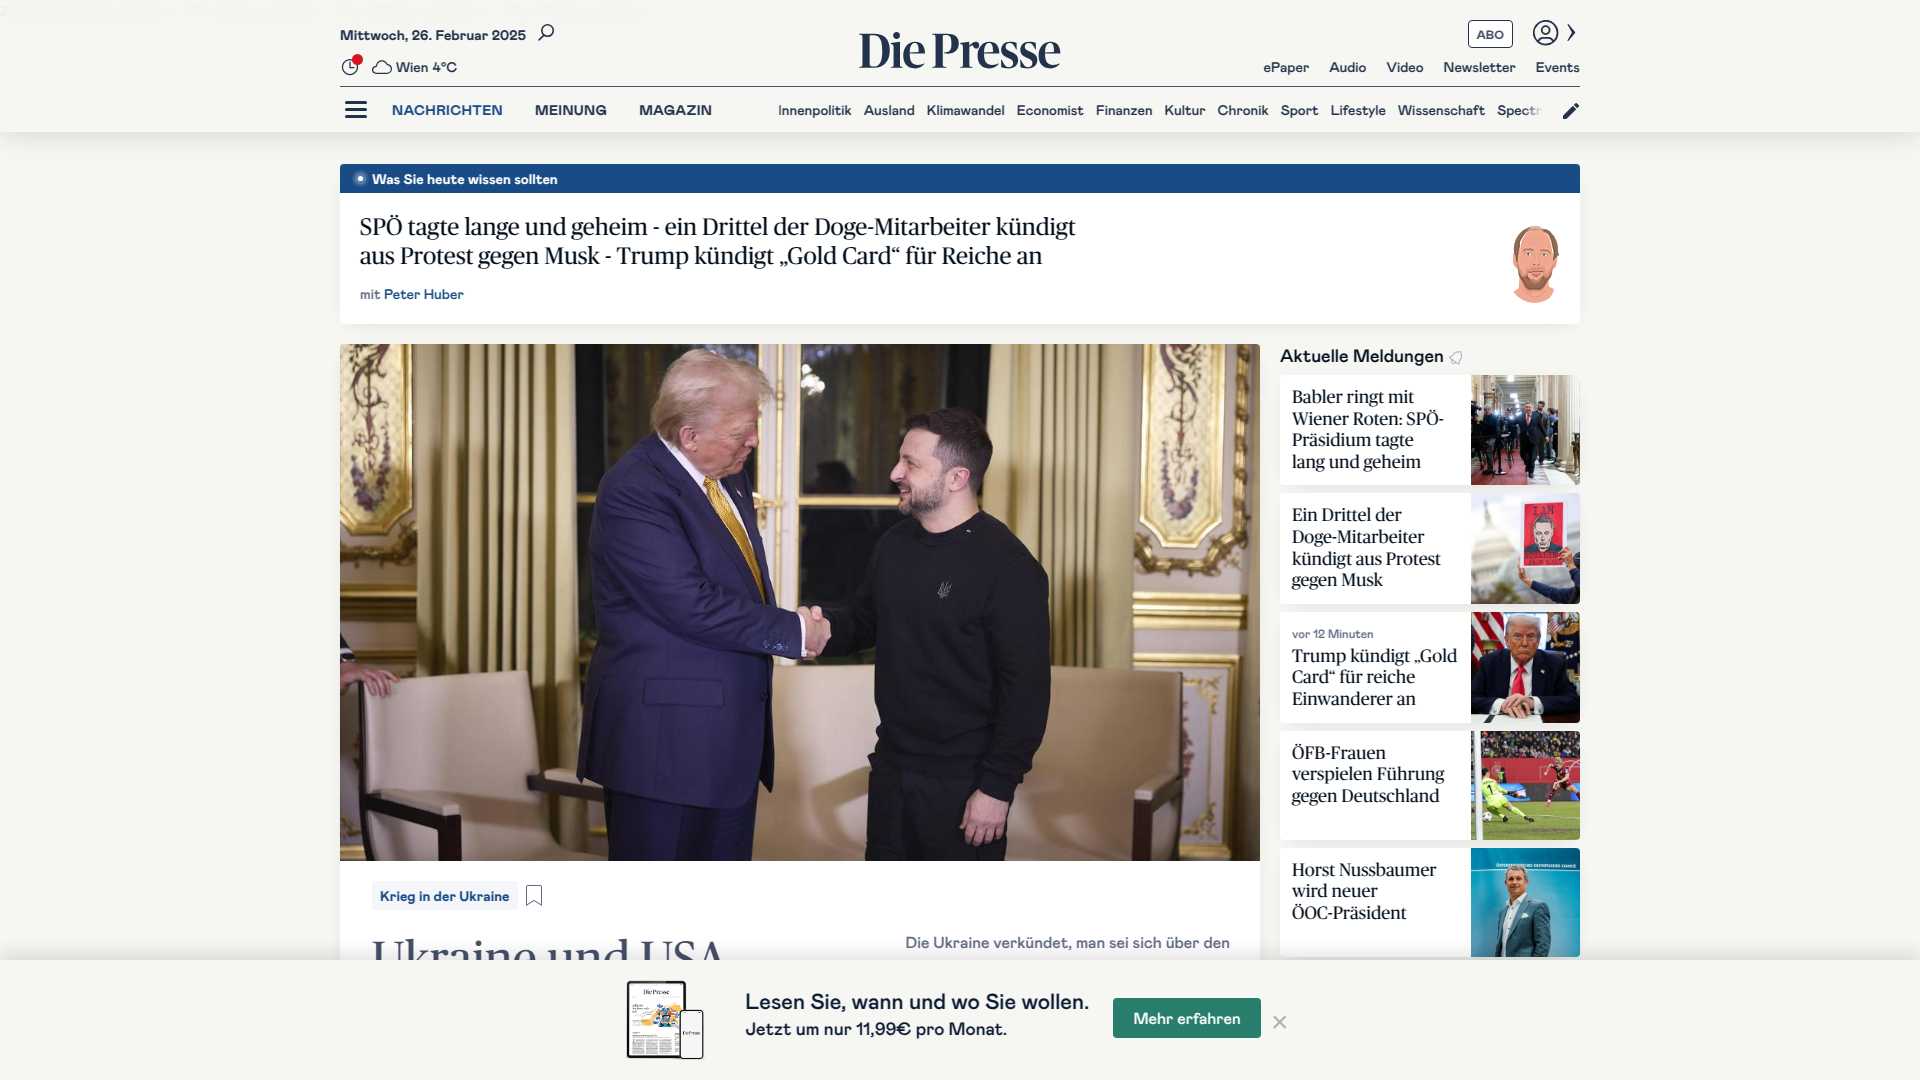 Mittwoch, 26. Februar 2025
Wien 4°C
Die Presse
ABO
ePaper Audio Video Newsletter Events
NACHRICHTEN MEINUNG MAGAZIN
Innenpolitik Ausland Klimawandel Economist Finanzen Kultur Chronik Sport Lifestyle Wissenschaft Spectr
Was Sie heute wissen sollten
SPÖ tagte lange und geheim - ein Drittel der Doge-Mitarbeiter kündigt
aus Protest gegen Musk - Trump kündigt „Gold Card“ für Reiche an
mit Peter Huber
Krieg in der Ukraine
Ukraine und USA
Die Ukraine verkündet, man sei sich über den
Aktuelle Meldungen
Babler ringt mit
Wiener Roten: SPÖ-
Präsidium tagte
lang und geheim
Ein Drittel der
Doge-Mitarbeiter
kündigt aus Protest
gegen Musk
vor 12 Minuten
Trump kündigt „Gold
Card“ für reiche
Einwanderer an
ÖFB-Frauen
verspielen Führung
gegen Deutschland
Horst Nussbaumer
wird neuer
ÖOC-Präsident
Die Presse
Lesen Sie, wann und wo Sie wollen.
Jetzt um nur 11,99€ pro Monat.
Mehr erfahren